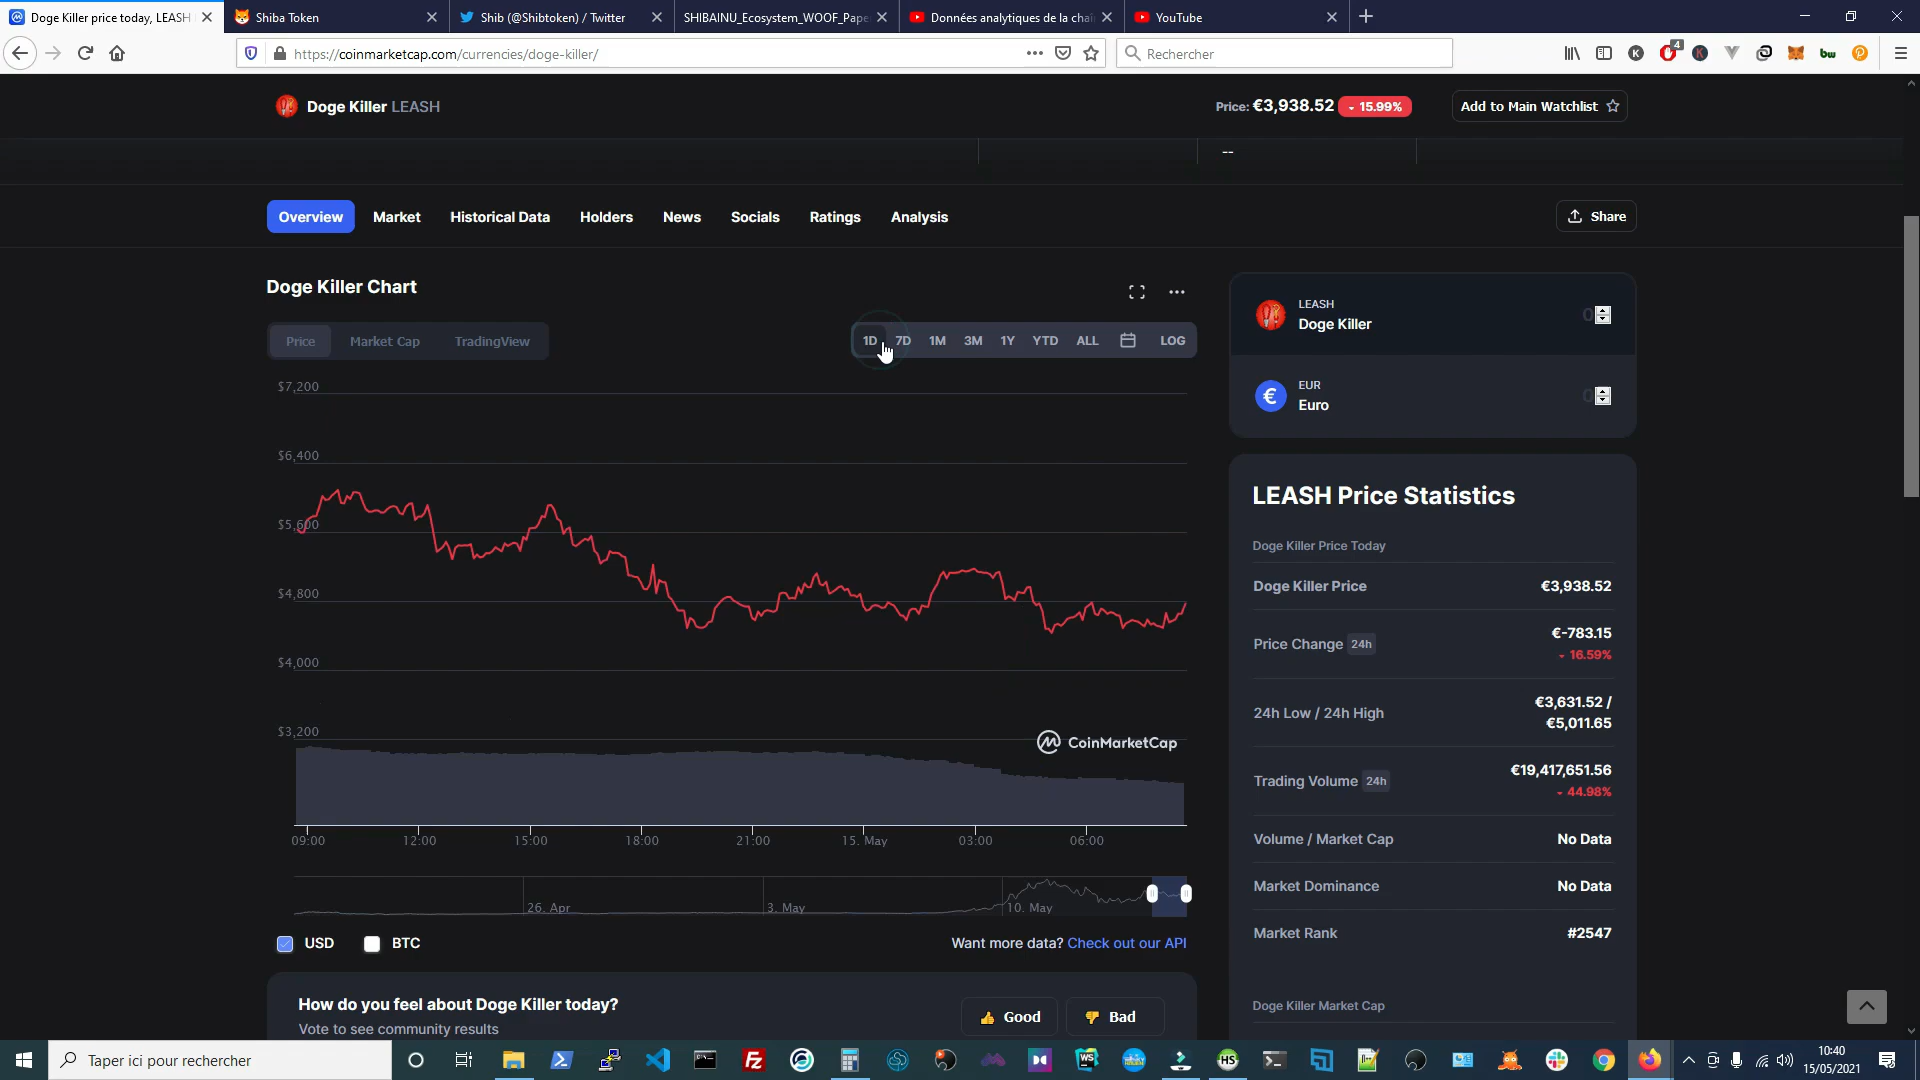 Doge Killer price today, LEASH
Shiba Token
Shib (@Shibtoken) / Twitter
SHIBAINU_Ecosystem_WOOF_Pape
Données analytiques de la chaî
YouTube
https://coinmarketcap.com/currencies/doge-killer/
Rechercher
4
Doge Killer LEASH
Price: €3,938.52 15.99%
Add to Main Watchlist
--
Overview Market Historical Data Holders News Socials Ratings Analysis
Share
Doge Killer Chart
Price Market Cap TradingView
1D 7D 1M 3M 1Y YTD ALL LOG
$7,200
$6,400
$5,600
$4,800
$4,000
$3,200
CoinMarketCap
09:00 12:00 15:00 18:00 21:00 15. May 03:00 06:00
26. Apr 3. May 10. May
USD BTC
Want more data? Check out our API
How do you feel about Doge Killer today?
Vote to see community results
Good Bad
LEASH
Doge Killer
0
EUR
Euro
0
LEASH Price Statistics
Doge Killer Price Today
Doge Killer Price €3,938.52
Price Change 24h €-783.15
16.59%
24h Low / 24h High €3,631.52 /
€5,011.65
Trading Volume 24h €19,417,651.56
44.98%
Volume / Market Cap No Data
Market Dominance No Data
Market Rank #2547
Doge Killer Market Cap
Taper ici pour rechercher
10:40
15/05/2021